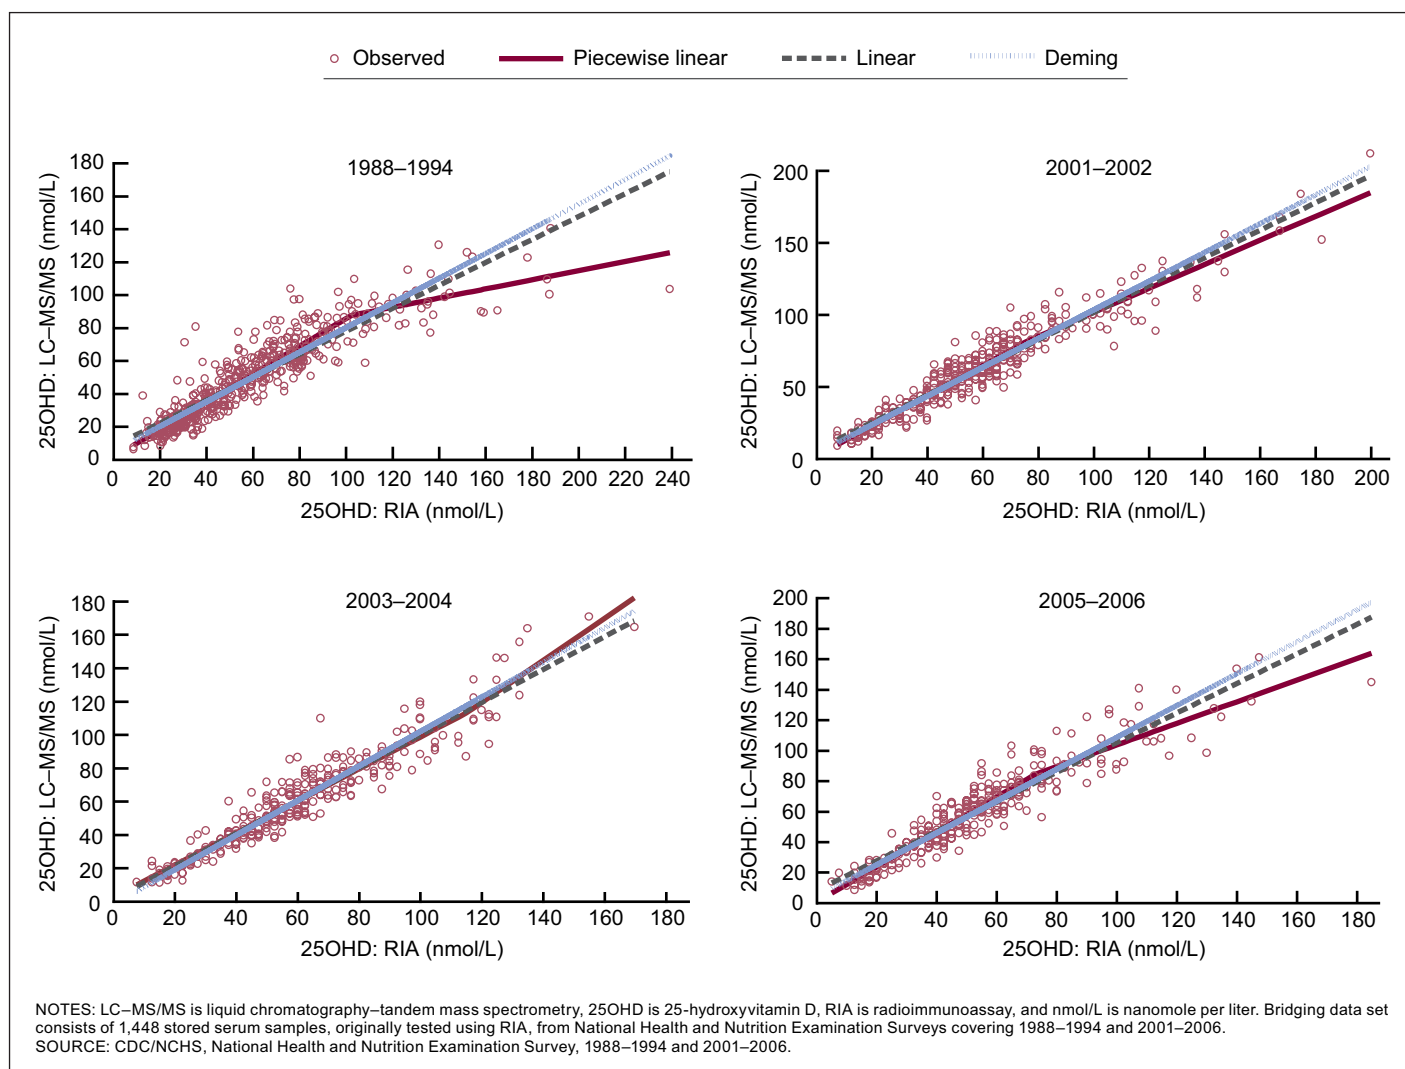 Observed Piecewise linear Linear Deming
1988–1994
25OHD: LC–MS/MS (nmol/L)
180
160
140
120
100
80
60
40
20
0
0 20 40 60 80 100 120 140 160 180 200 220 240
25OHD: RIA (nmol/L)
2001–2002
25OHD: LC–MS/MS (nmol/L)
200
150
100
50
0
0 20 40 60 80 100 120 140 160 180 200
25OHD: RIA (nmol/L)
2003–2004
25OHD: LC–MS/MS (nmol/L)
180
160
140
120
100
80
60
40
20
0
0 20 40 60 80 100 120 140 160 180
25OHD: RIA (nmol/L)
2005–2006
25OHD: LC–MS/MS (nmol/L)
200
180
160
140
120
100
80
60
40
20
0
0 20 40 60 80 100 120 140 160 180
25OHD: RIA (nmol/L)
NOTES: LC–MS/MS is liquid chromatography–tandem mass spectrometry, 25OHD is 25-hydroxyvitamin D, RIA is radioimmunoassay, and nmol/L is nanomole per liter. Bridging data set
consists of 1,448 stored serum samples, originally tested using RIA, from National Health and Nutrition Examination Surveys covering 1988–1994 and 2001–2006.
SOURCE: CDC/NCHS, National Health and Nutrition Examination Survey, 1988–1994 and 2001–2006.